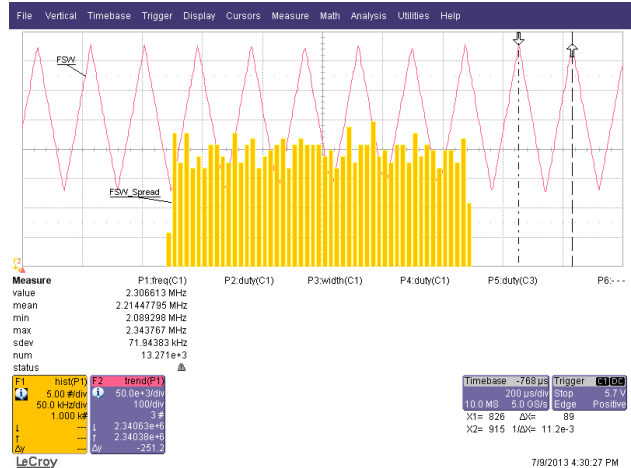 File Vertical Timebase Trigger Display Cursors Measure Math Analysis Utilities Help
FSW
FSW_Spread
F2
Measure P1:freq(C1) P2:duty(C1) P3:width(C1) P4:duty(C1) P5:duty(C3) P6:- - -
value 2.306613 MHz
mean 2.21447795 MHz
min 2.089298 MHz
max 2.343767 MHz
sdev 71.94383 kHz
num 13.271e+3
status
F1 hist(P1) F2 trend(P1)
5.00 #/div 50.0e+3/div
50.0 kHz/div 100/div
1.000 k# 3 #
↓ --- ↓ 2.34063e+6
↑ --- ↑ 2.34038e+6
Δy --- Δy -251.2
Timebase -768 µs Trigger C1 DC
200 µs/div Stop 5.7 V
10.0 MS 5.0 GS/s Edge Positive
X1= 826 ΔX= 89
X2= 915 1/ΔX= 11.2e-3
LeCroy 7/9/2013 4:30:27 PM